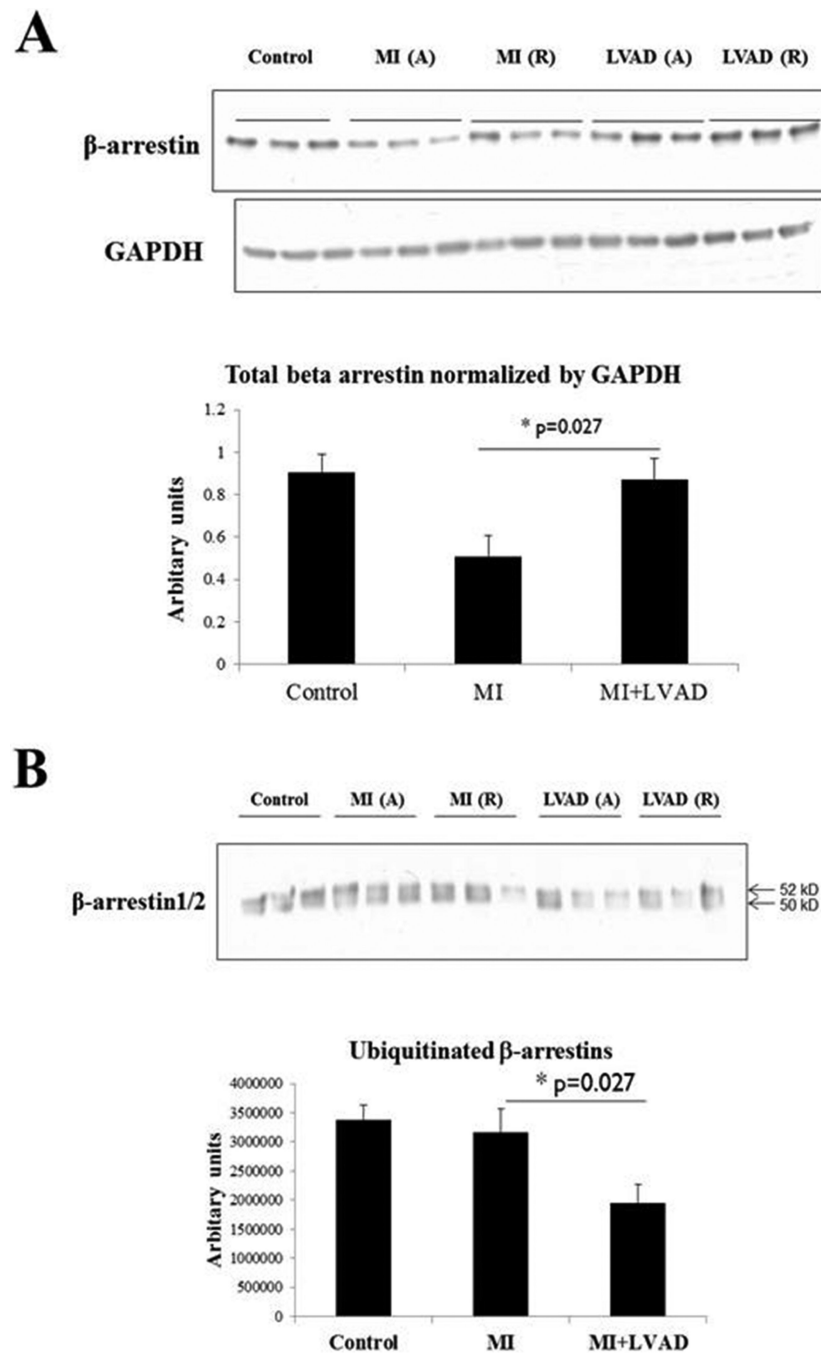 A
Control MI (A) MI (R) LVAD (A) LVAD (R)
β-arrestin
GAPDH
Total beta arrestin normalized by GAPDH
* p=0.027
Arbitary units
1.2
1
0.8
0.6
0.4
0.2
0
Control MI MI+LVAD
B
Control MI (A) MI (R) LVAD (A) LVAD (R)
β-arrestin1/2
52 kD
50 kD
Ubiquitinated β-arrestins
* p=0.027
Arbitary units
4000000
3500000
3000000
2500000
2000000
1500000
1000000
500000
0
Control MI MI+LVAD